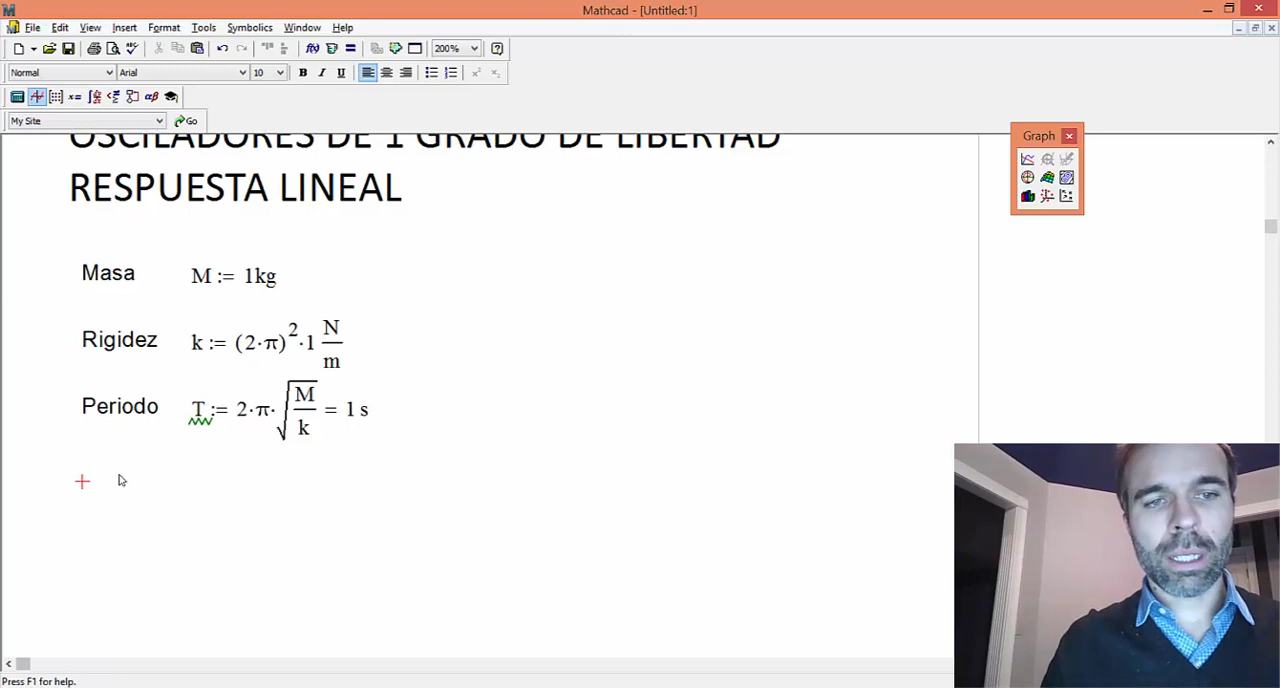 Mathcad - [Untitled:1]
File Edit View Insert Format Tools Symbolics Window Help
200%
Normal Arial 10 B I U
My Site Go
OSCILADORES DE 1 GRADO DE LIBERTAD
RESPUESTA LINEAL
Graph
Masa M := 1kg
Rigidez k := (2·π)²·1 N/m
Periodo T := 2·π·√(M/k) = 1 s
Press F1 for help.